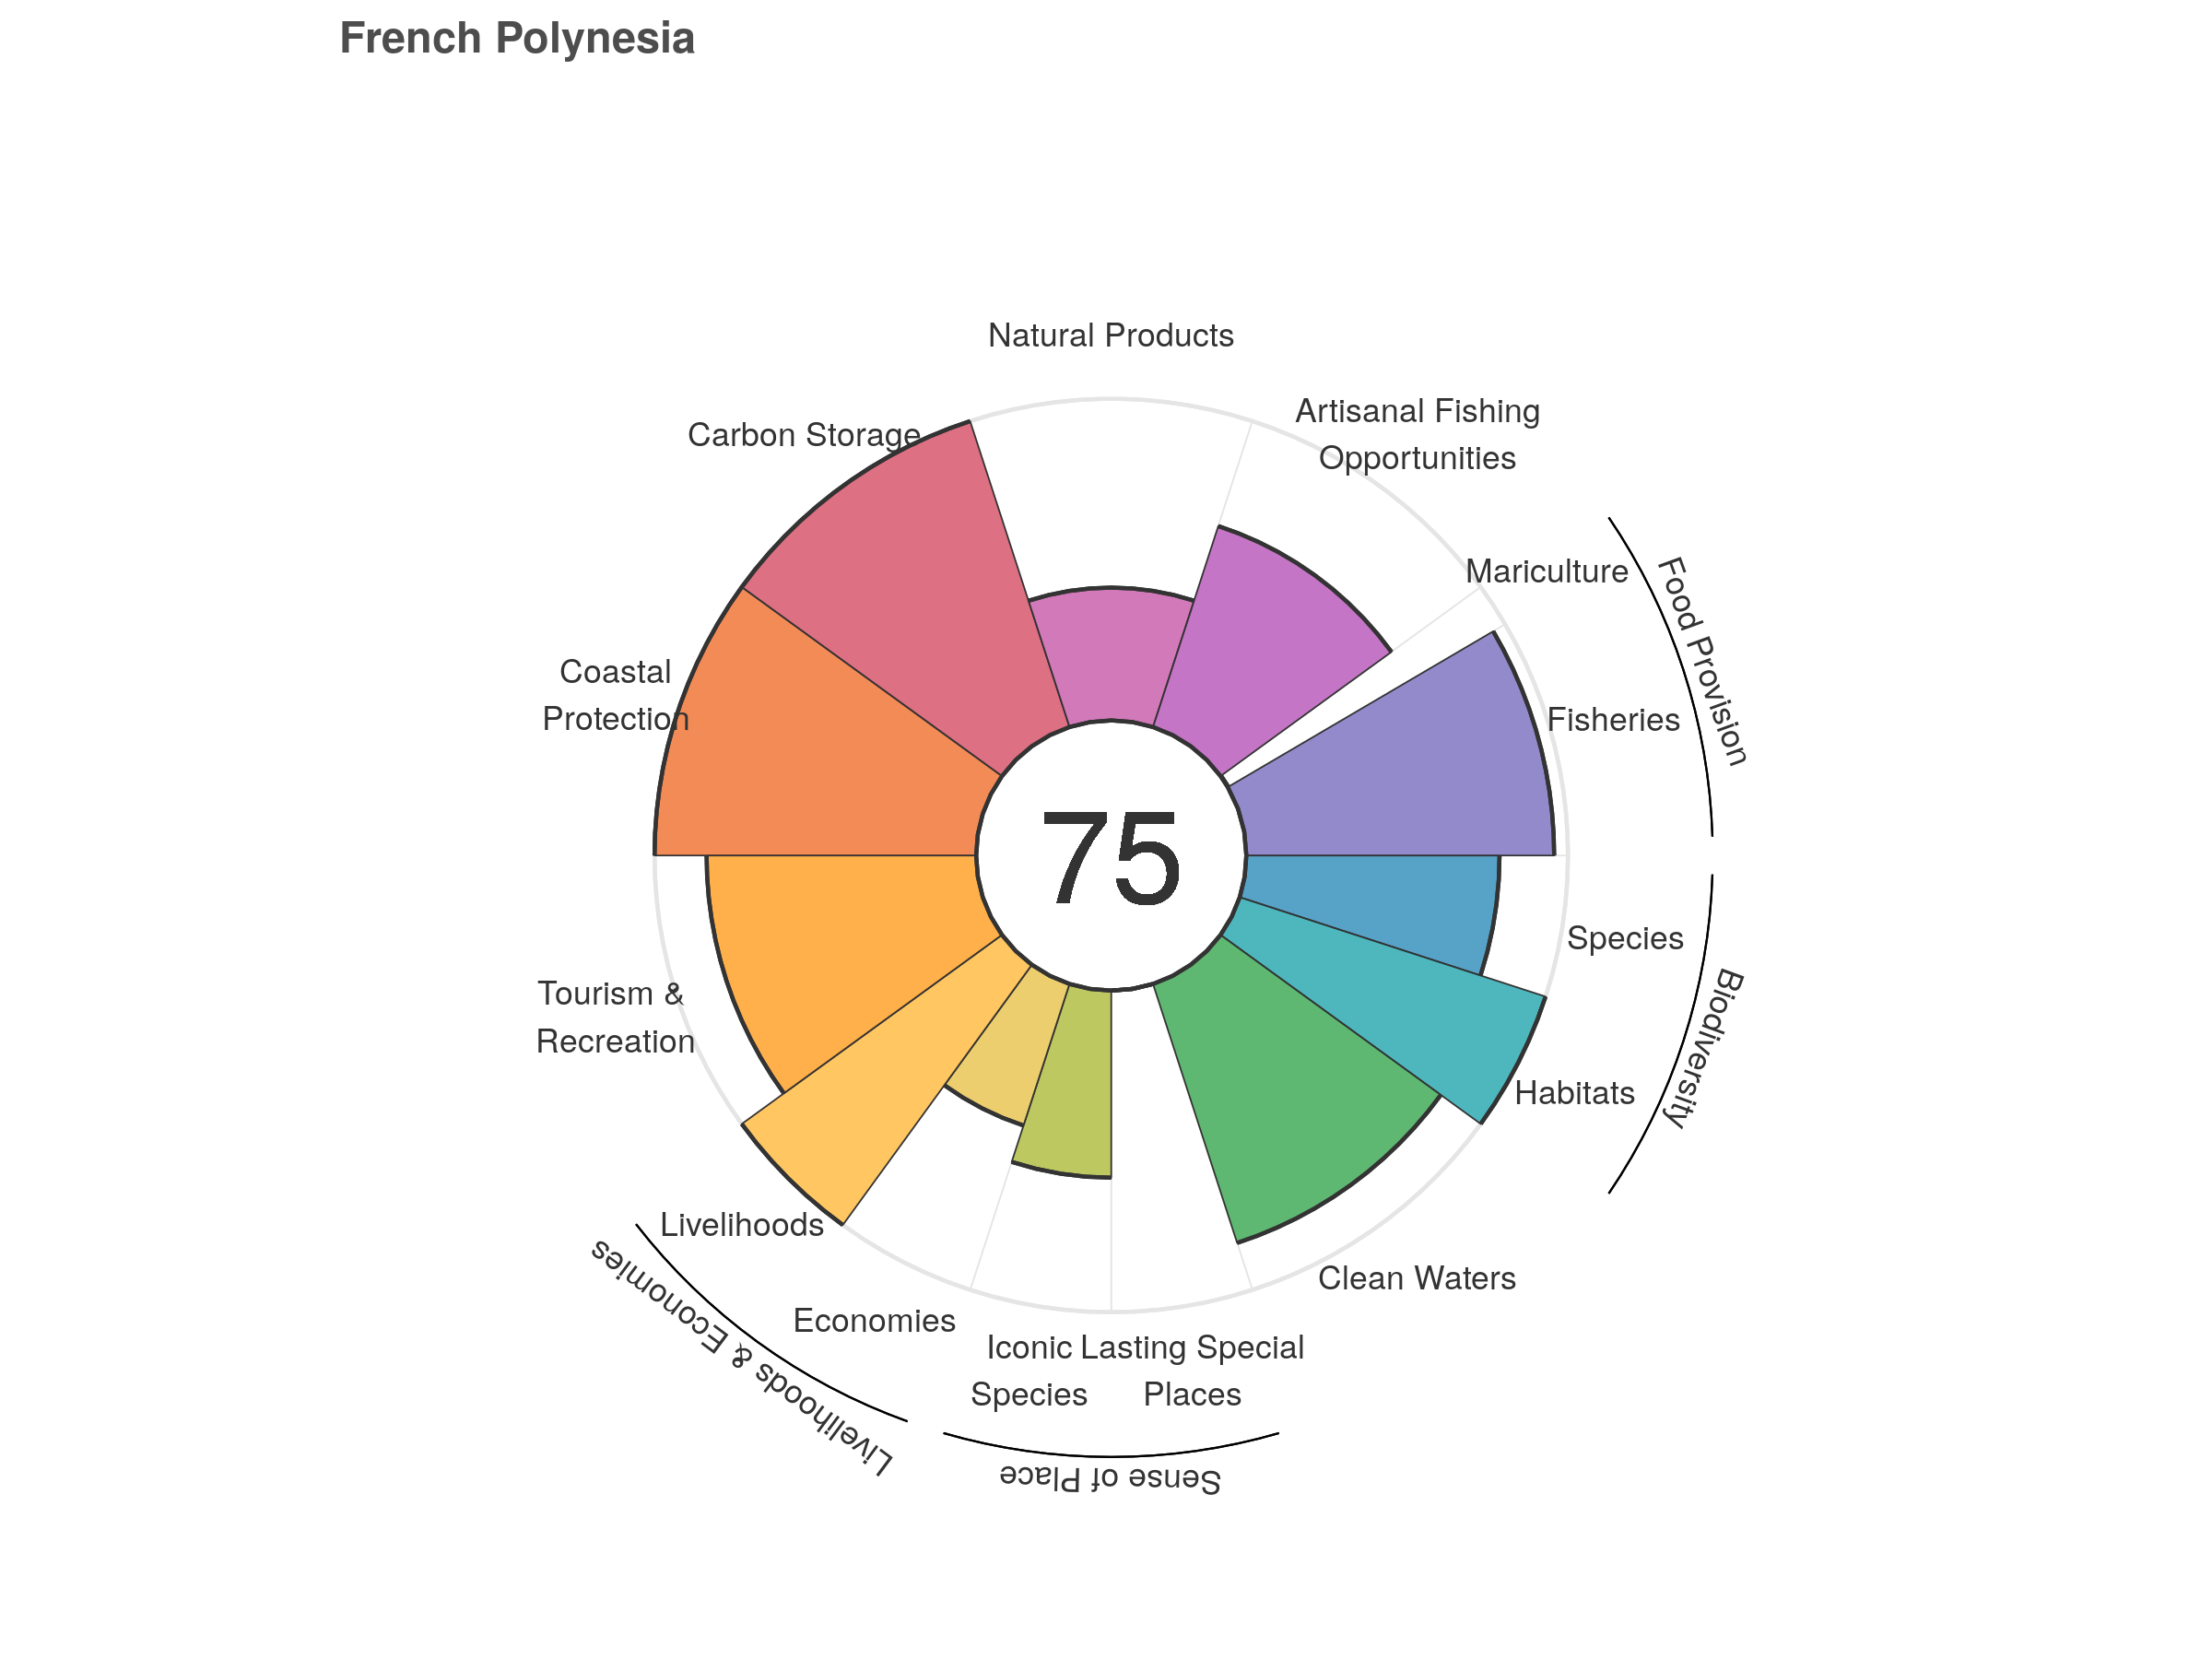 French Polynesia
Natural Products
Artisanal Fishing
Opportunities
Carbon Storage
Mariculture
Food Provision
Coastal
Protection
Fisheries
75
Species
Biodiversity
Tourism &
Recreation
Habitats
Livelihoods
Clean Waters
Economies
Livelihoods & Economies
Iconic
Species
Lasting Special
Places
Sense of Place